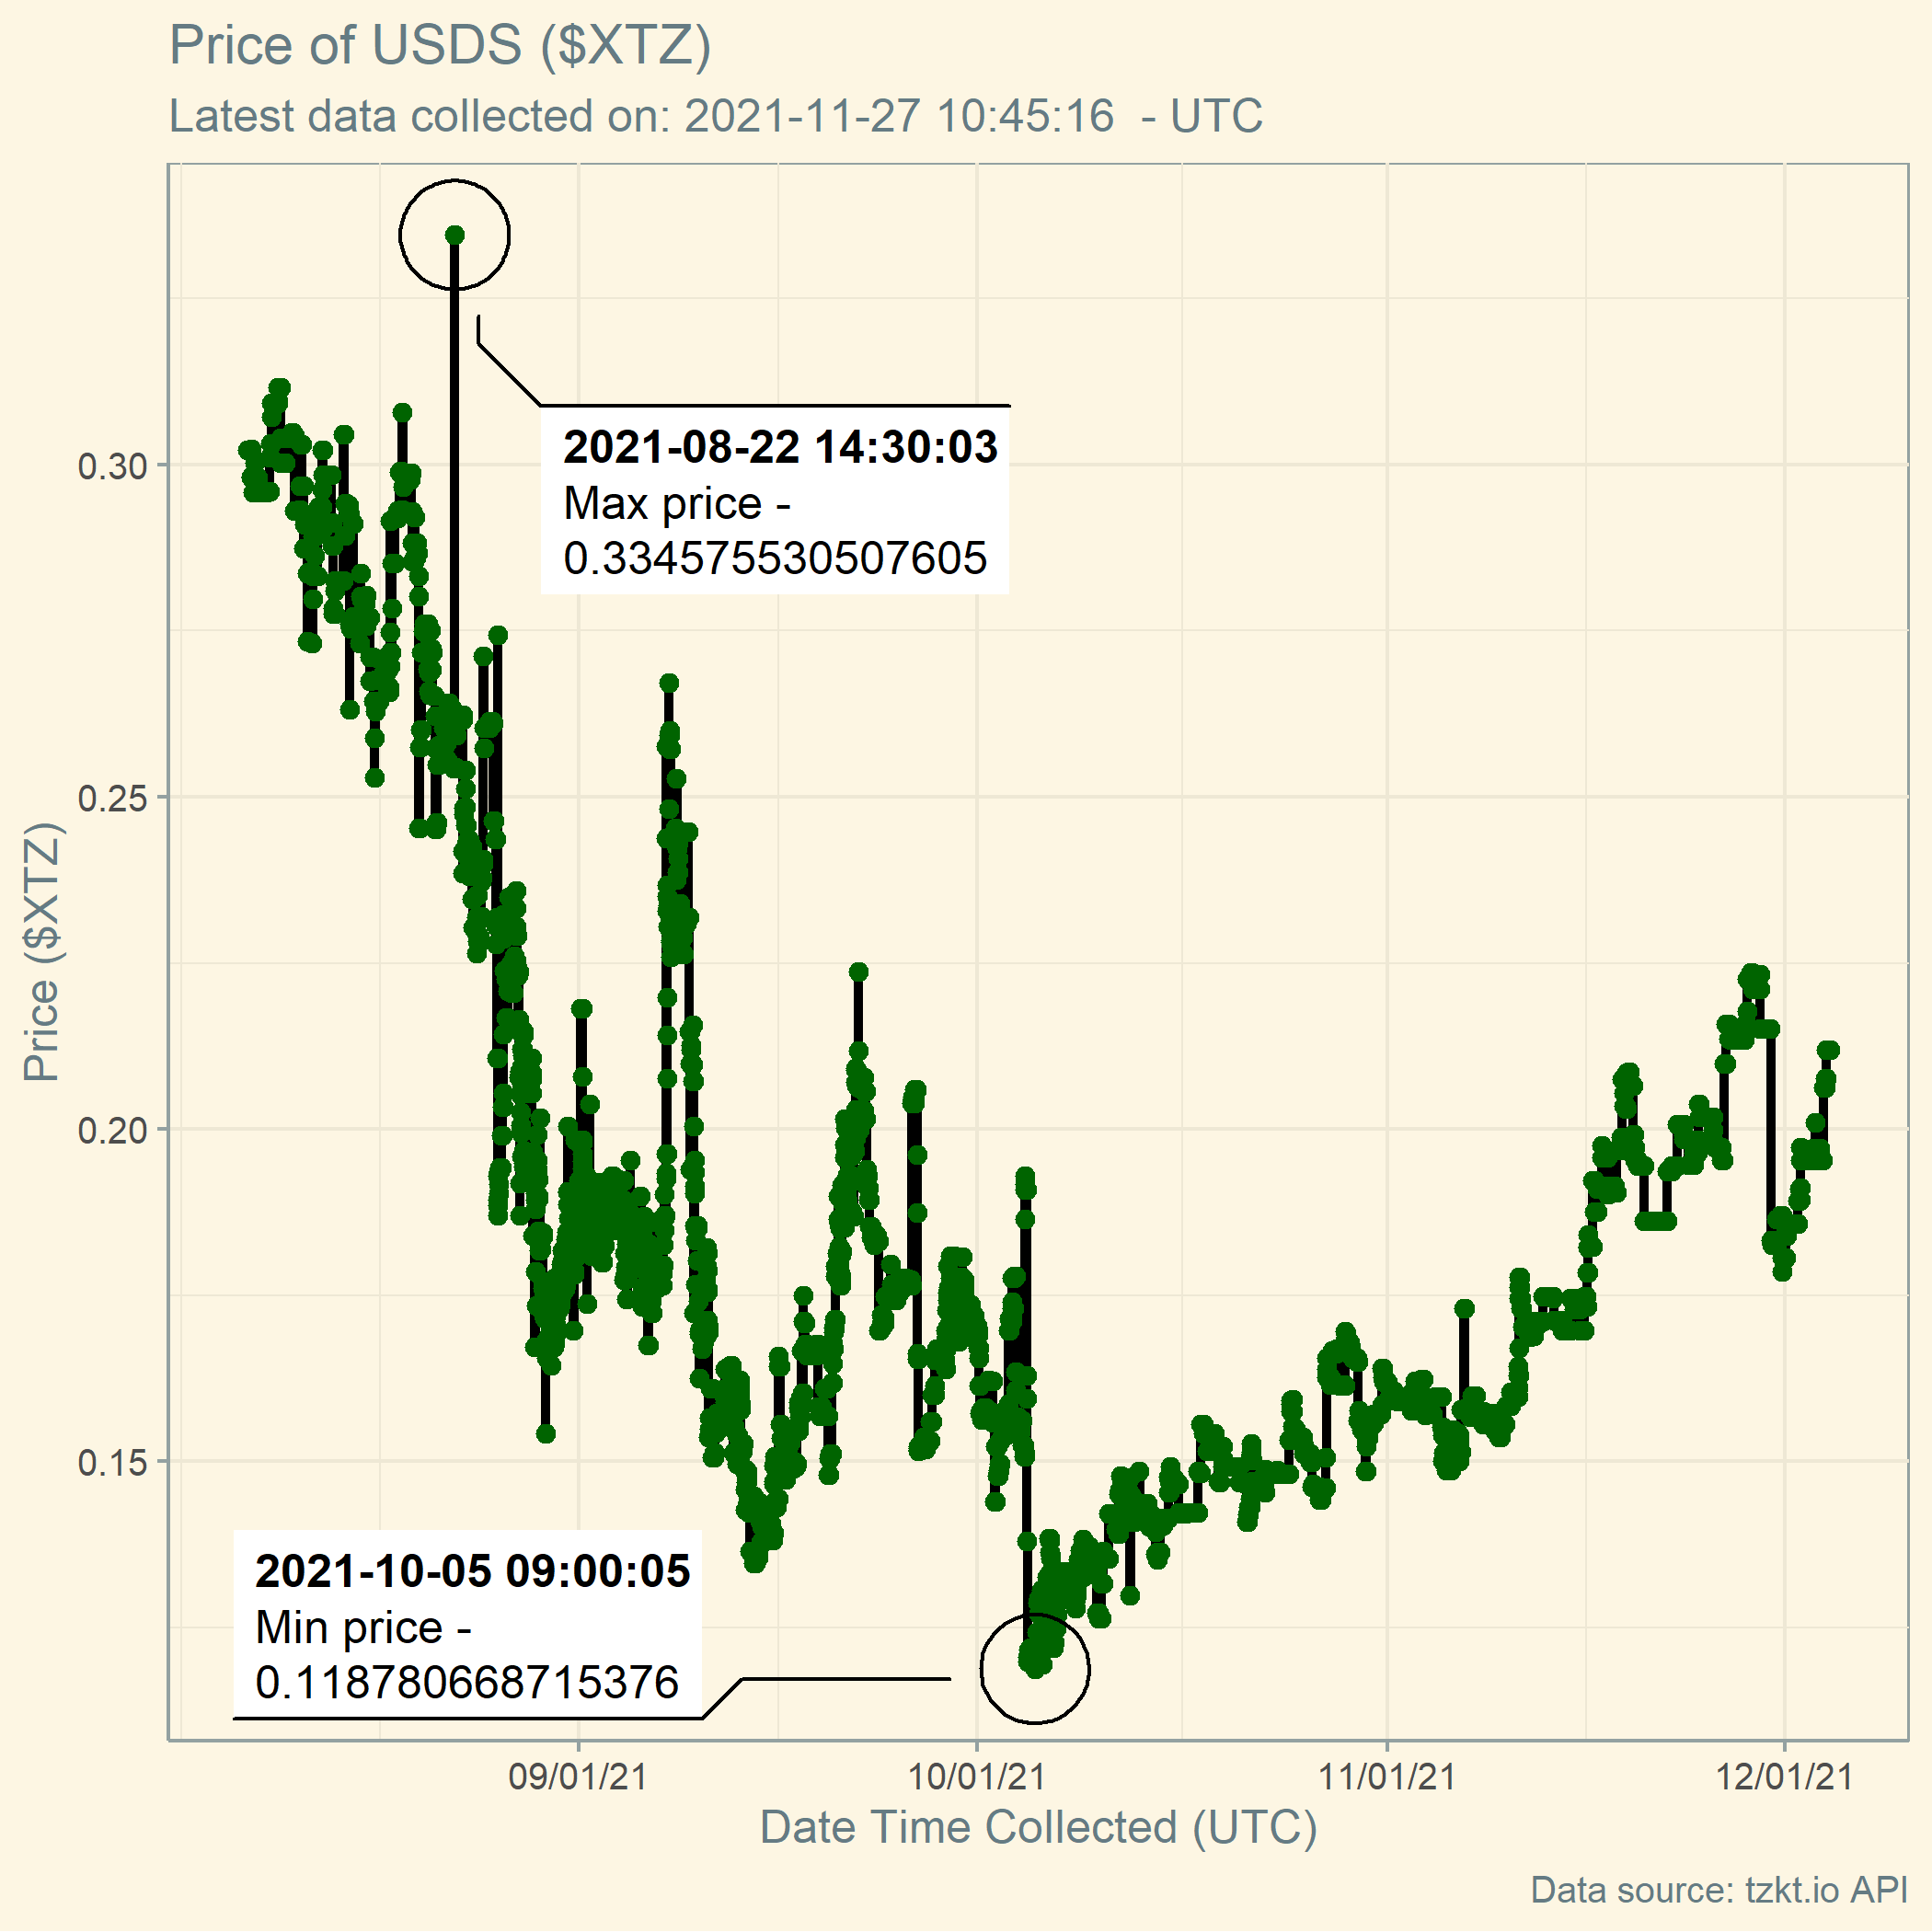 Price of USDS ($XTZ)
Latest data collected on: 2021-11-27 10:45:16  - UTC
2021-08-22 14:30:03
Max price -
0.334575530507605
0.30
0.25
0.20
0.15
Price ($XTZ)
2021-10-05 09:00:05
Min price -
0.118780668715376
09/01/21
10/01/21
11/01/21
12/01/21
Date Time Collected (UTC)
Data source: tzkt.io API